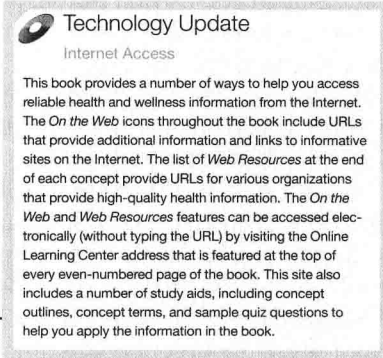 Technology Update
Internet Access
This book provides a number of ways to help you access
reliable health and wellness information from the Internet.
The On the Web icons throughout the book include URLs
that provide additional information and links to informative
sites on the Internet. The list of Web Resources at the end
of each concept provide URLs for various organizations
that provide high-quality health information. The On the
Web and Web Resources features can be accessed elec-
tronically (without typing the URL) by visiting the Online
Learning Center address that is featured at the top of
every even-numbered page of the book. This site also
includes a number of study aids, including concept
outlines, concept terms, and sample quiz questions to
help you apply the information in the book.